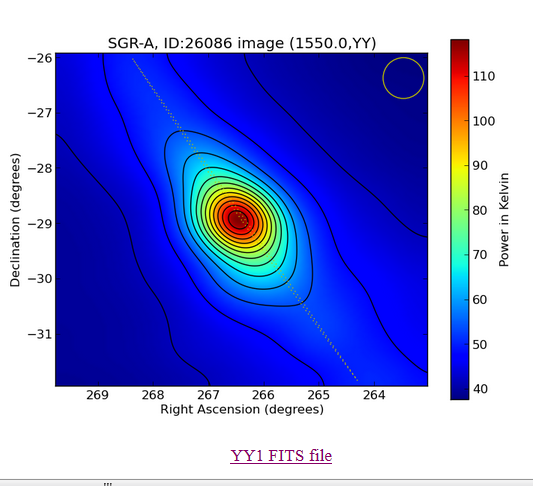 SGR-A, ID:26086 image (1550.0,YY)
−26
−27
−28
−29
−30
−31
Declination (degrees)
269 268 267 266 265 264
Right Ascension (degrees)
110
100
90
80
70
60
50
40
Power in Kelvin
YY1 FITS file